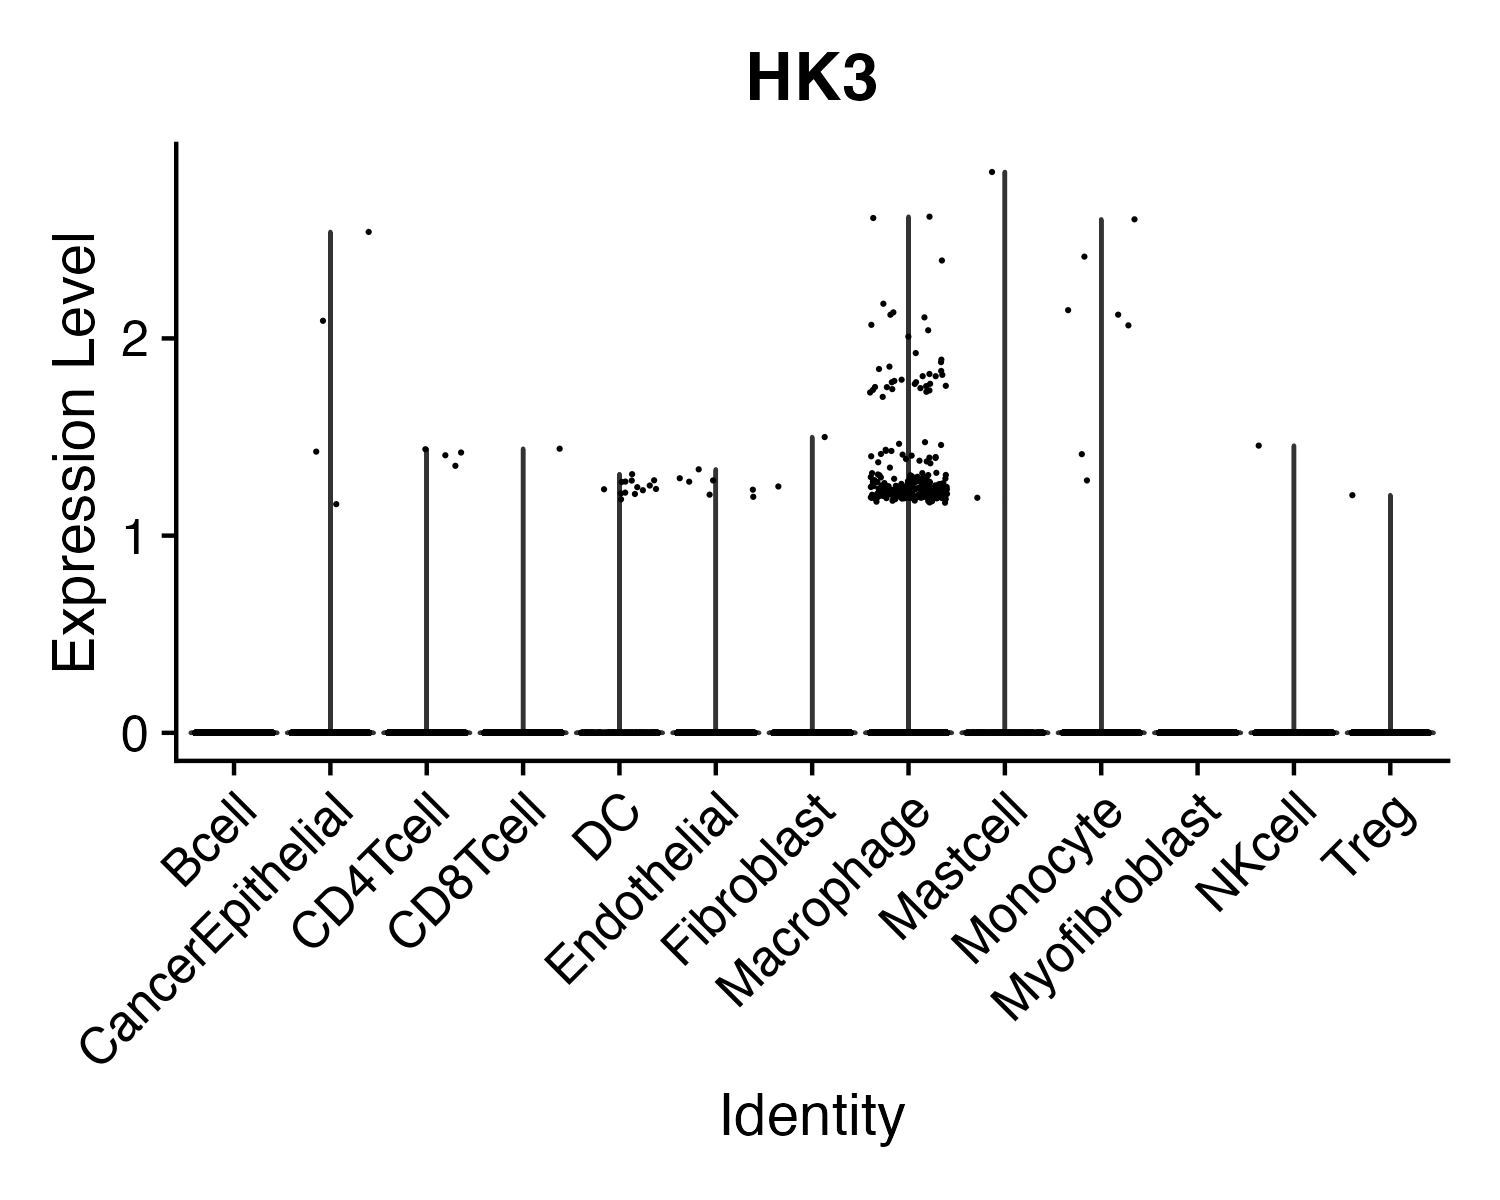 HK3
Expression Level
2
1
0
Bcell
CancerEpithelial
CD4Tcell
CD8Tcell
DC
Endothelial
Fibroblast
Macrophage
Mastcell
Monocyte
Myofibroblast
NKcell
Treg
Identity